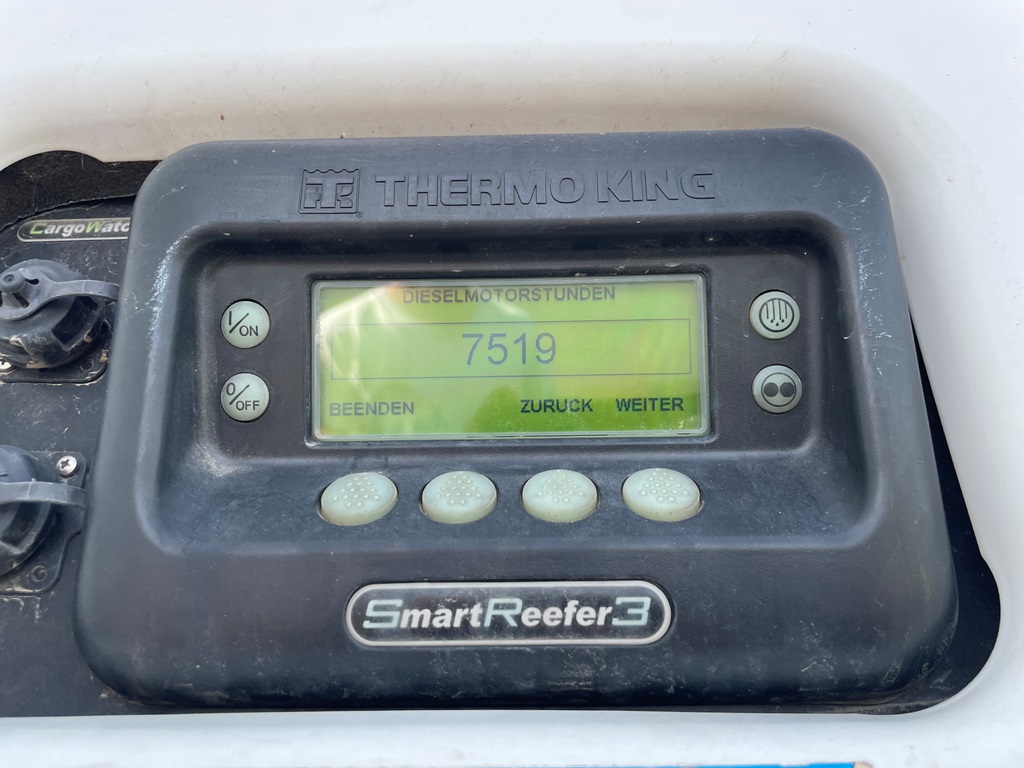 THERMO KING
CargoWatc
DIESELMOTORSTUNDEN
7519
BEENDEN ZURUCK WEITER
I/ON
O/OFF
SmartReefer3